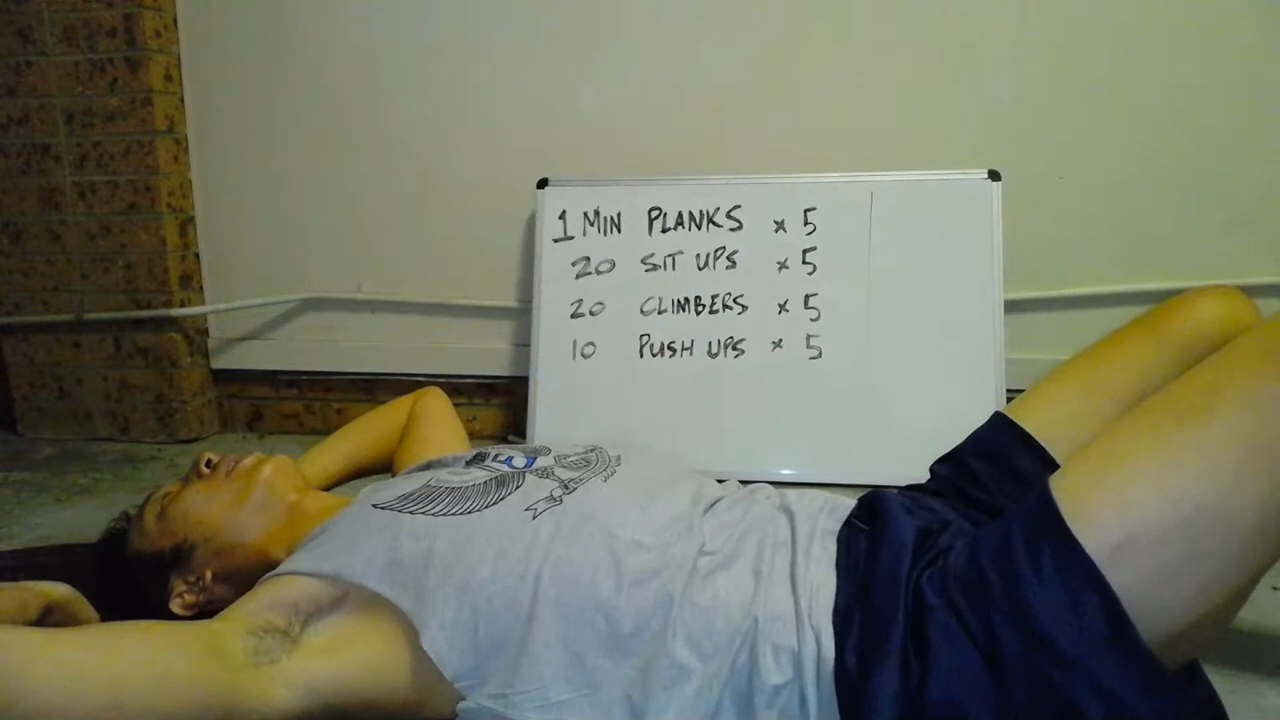 1 MIN PLANKS × 5
20 SIT UPS × 5
20 CLIMBERS × 5
10 PUSH UPS × 5